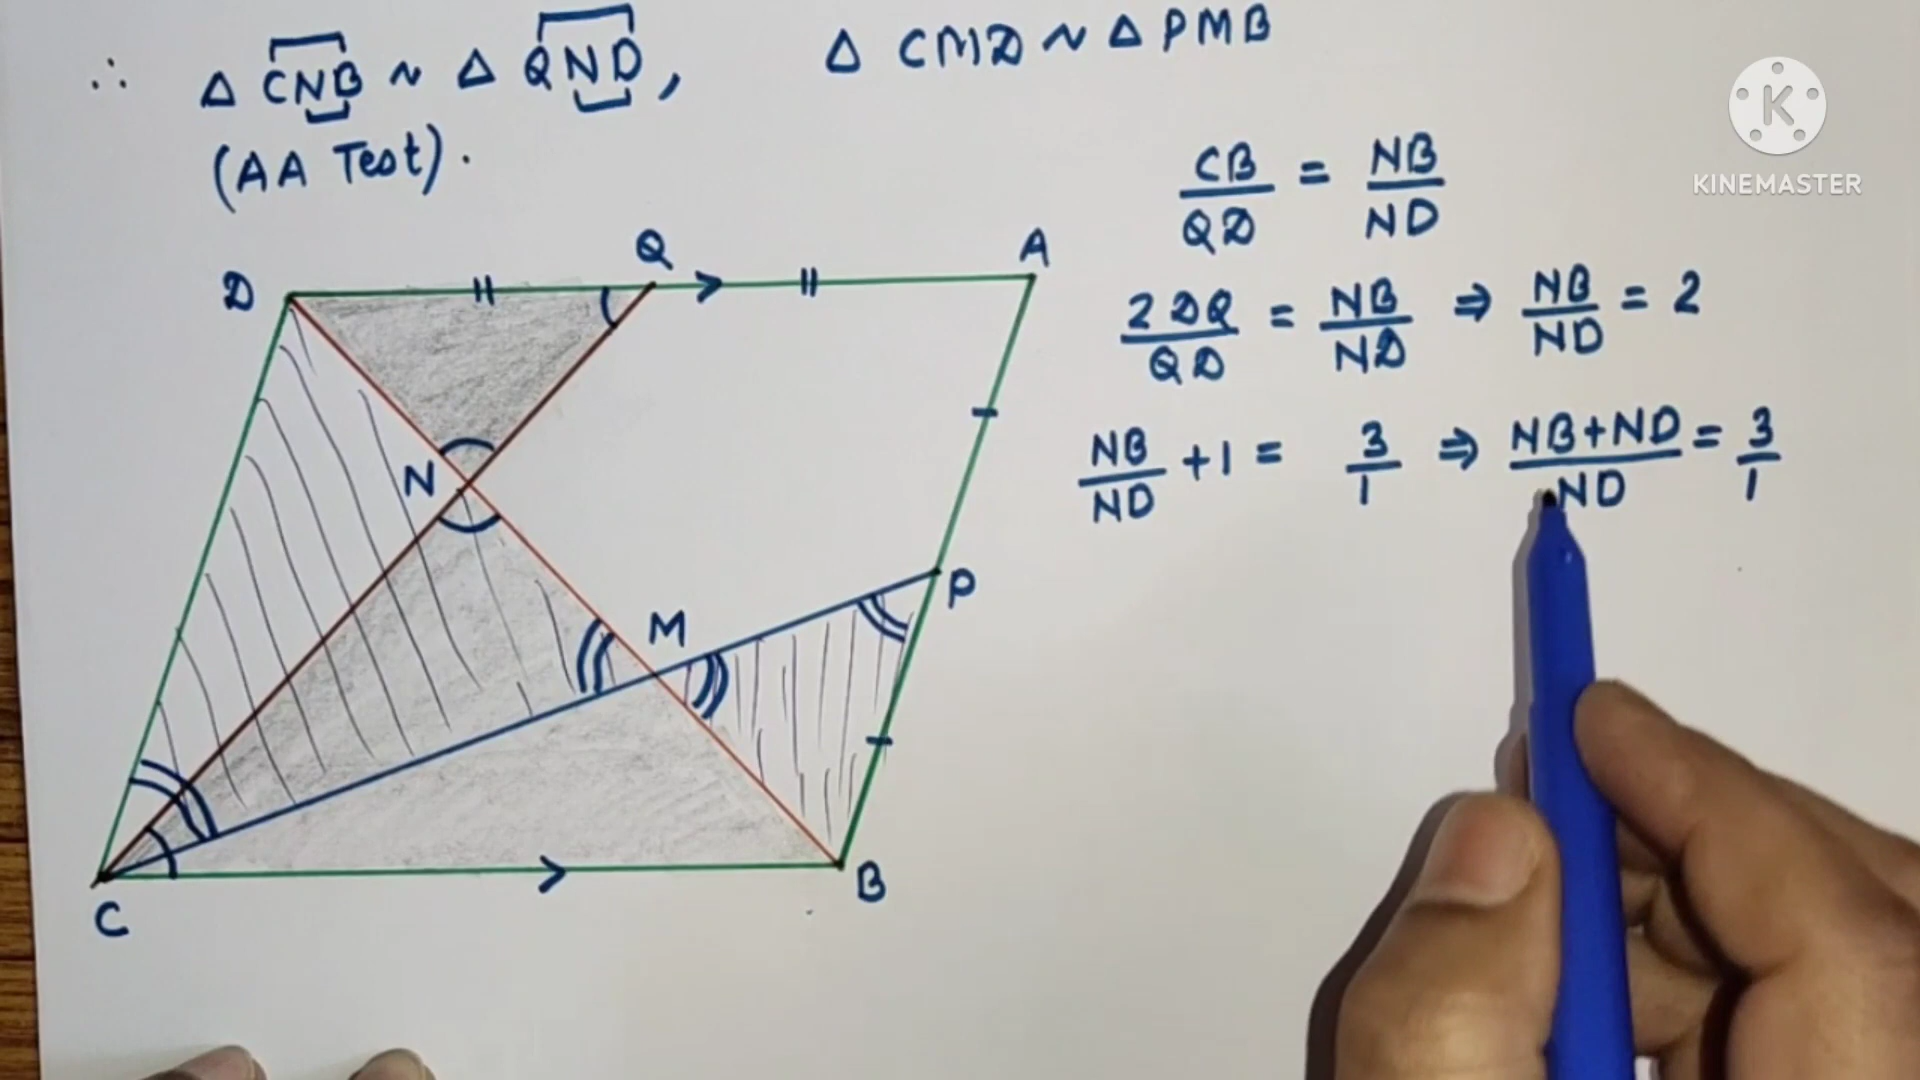 ∴ △ CNB ~ △ QND, △ CMD ~ △ PMB
(AA Test).
CB/QD = NB/ND
2DQ/QD = NB/ND ⇒ NB/ND = 2
NB/ND + 1 = 3/1 ⇒ NB+ND/ND = 3/1
D Q A
N
M
P
C B
K
KINEMASTER